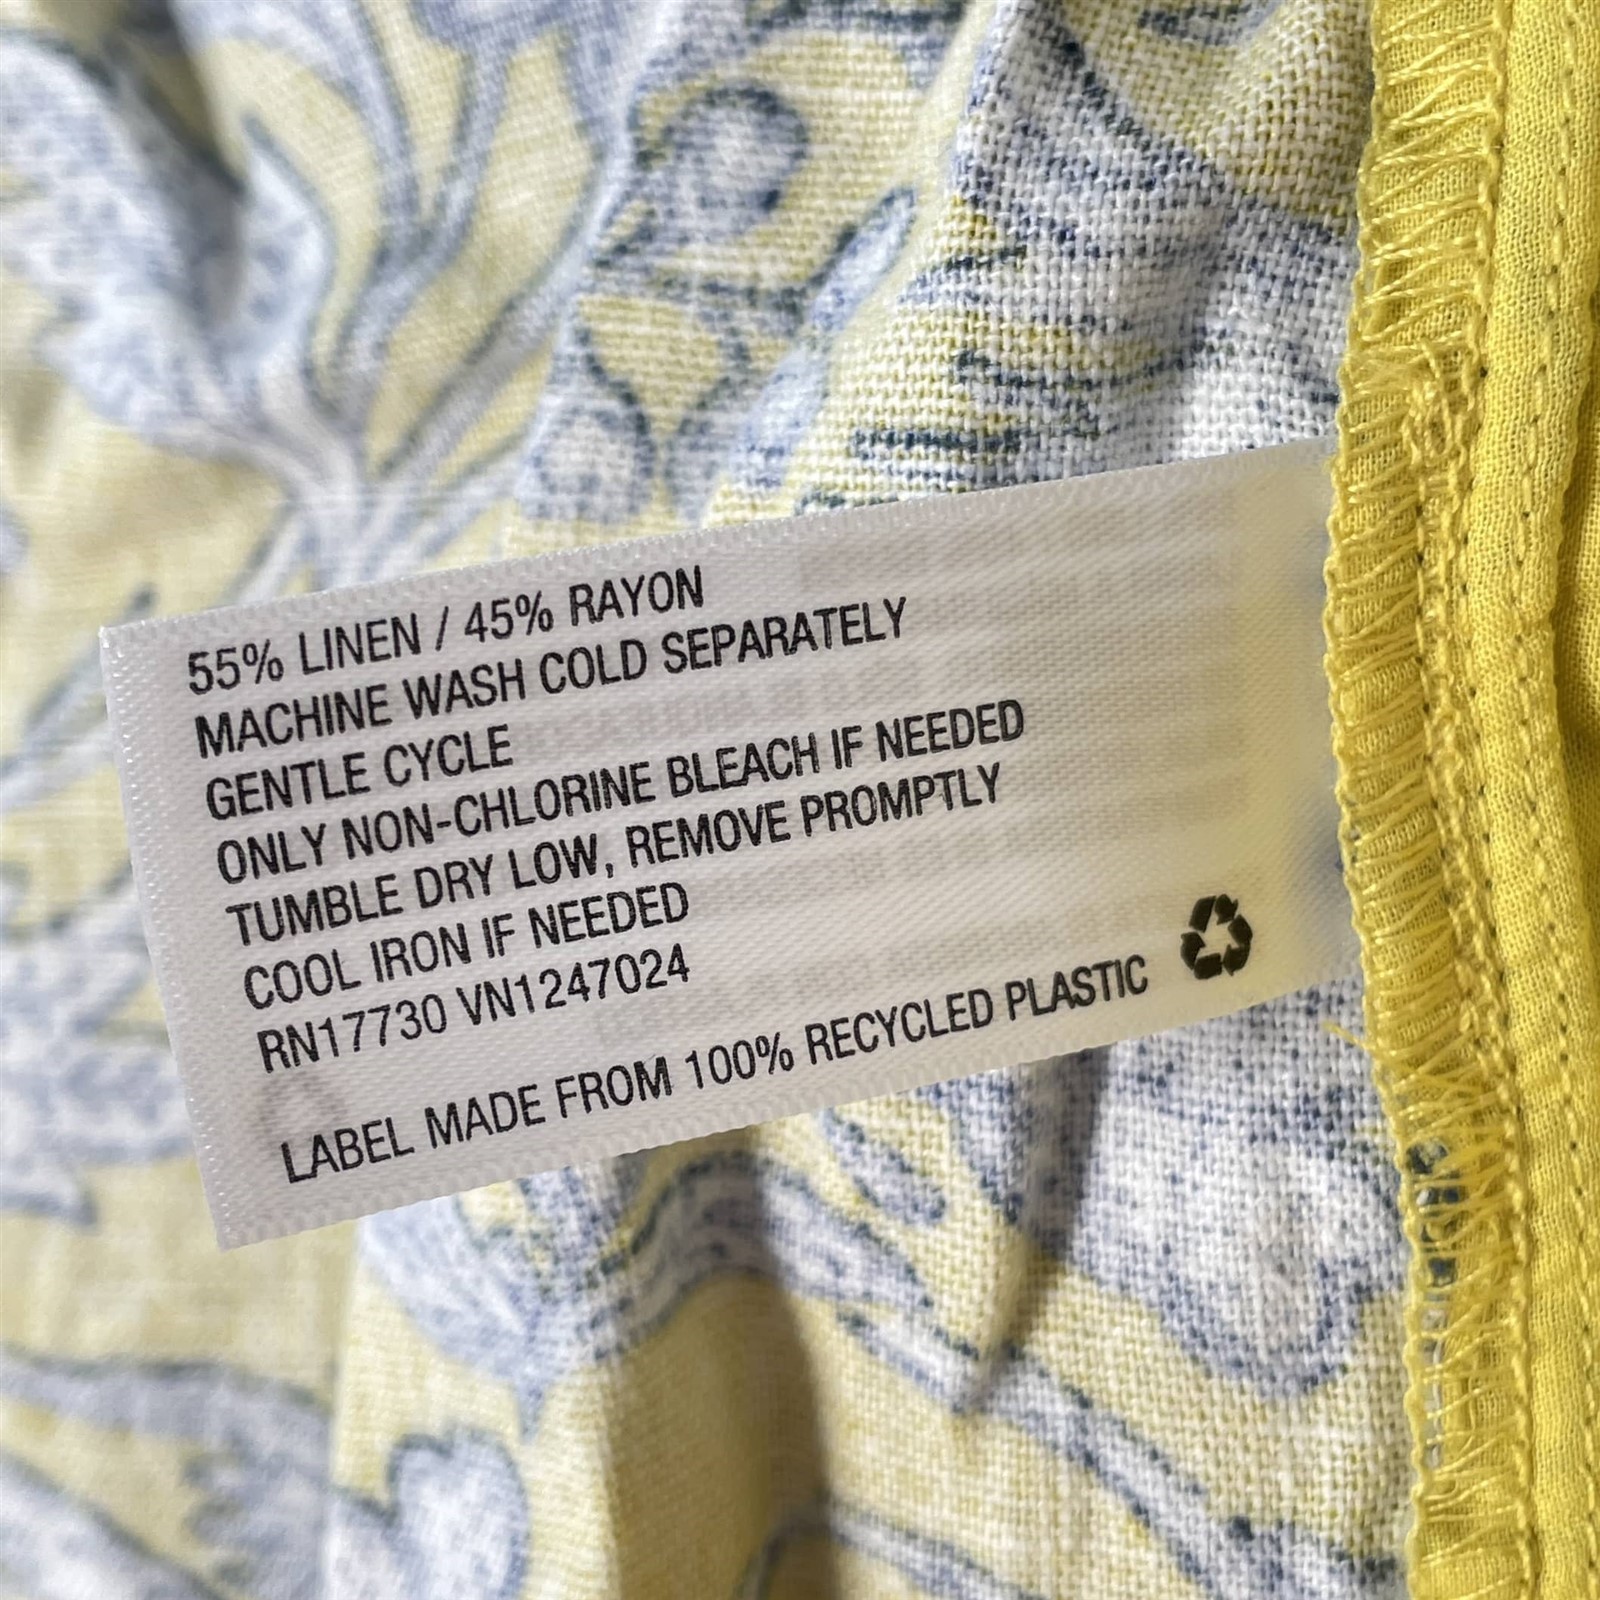 55% LINEN / 45% RAYON
MACHINE WASH COLD SEPARATELY
GENTLE CYCLE
ONLY NON-CHLORINE BLEACH IF NEEDED
TUMBLE DRY LOW, REMOVE PROMPTLY
COOL IRON IF NEEDED
RN17730 VN1247024
LABEL MADE FROM 100% RECYCLED PLASTIC